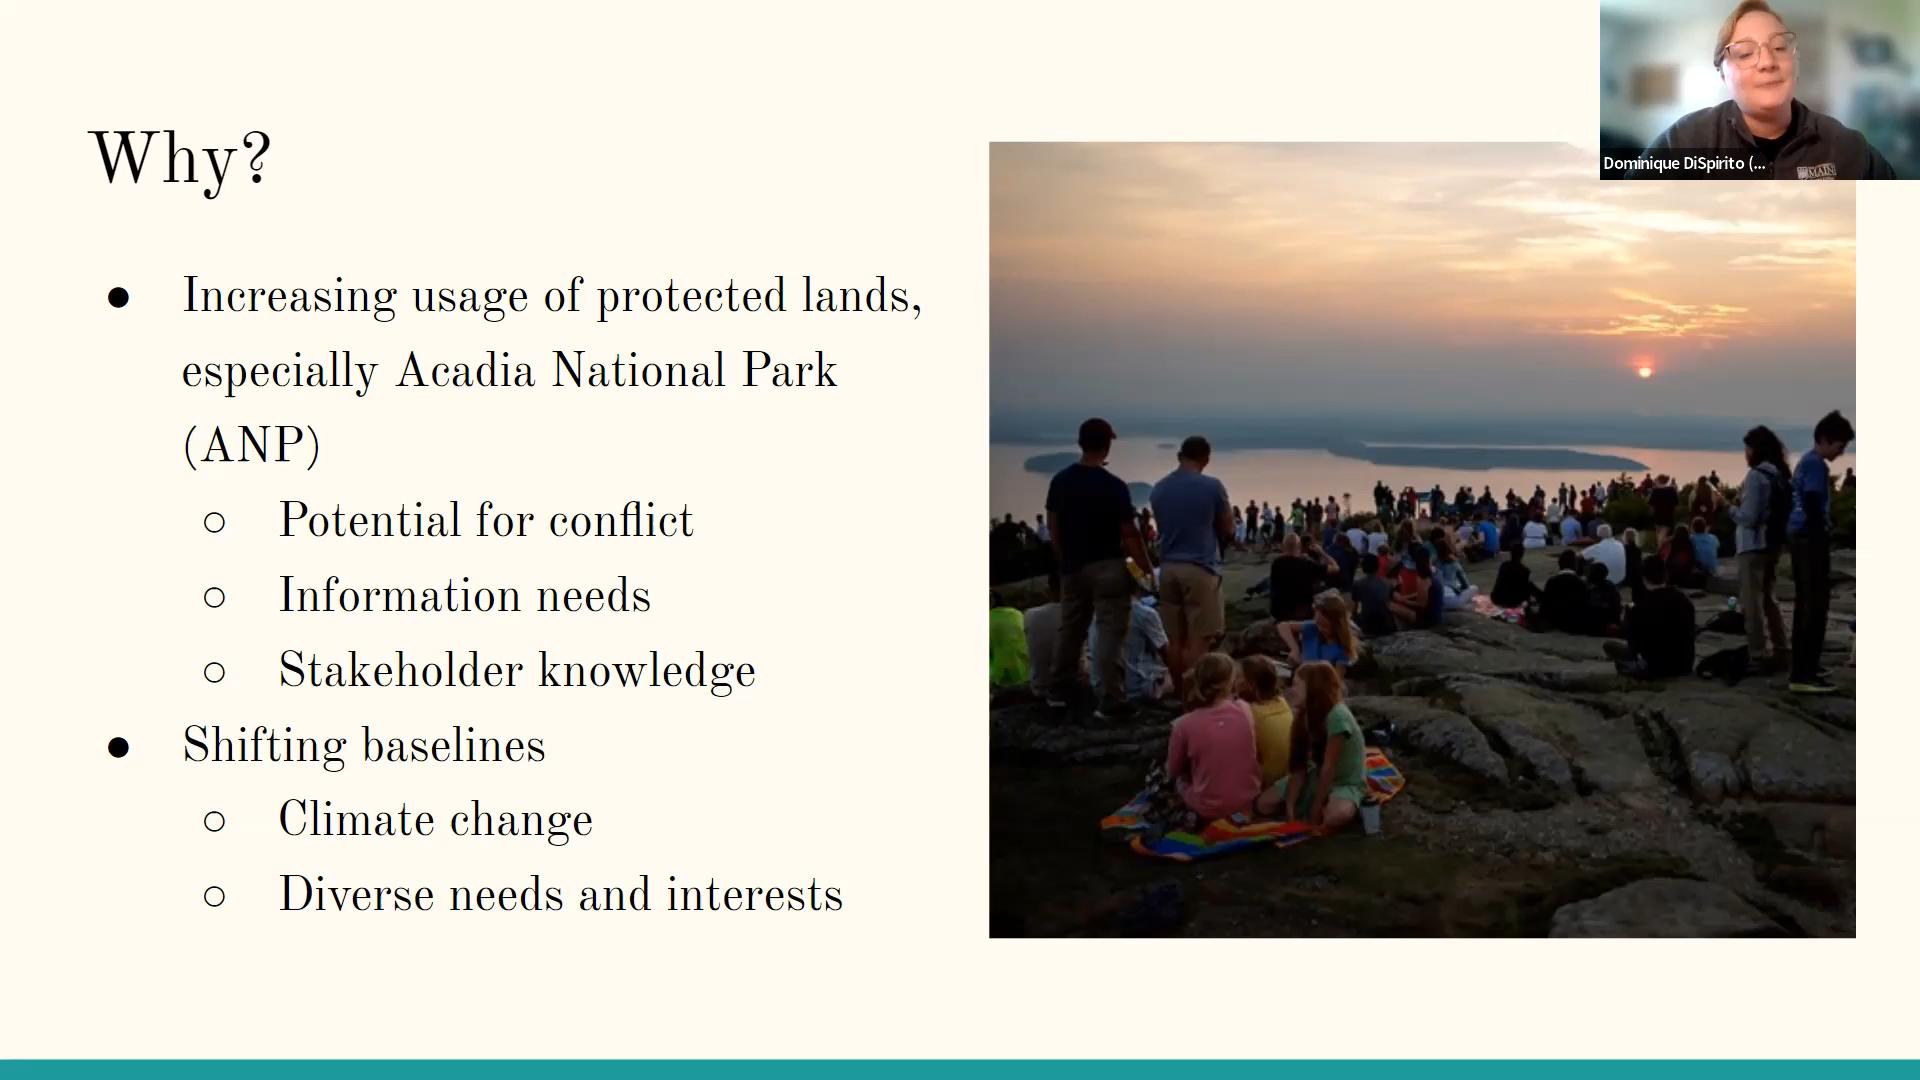 Why?
● Increasing usage of protected lands,
especially Acadia National Park
(ANP)
○ Potential for conflict
○ Information needs
○ Stakeholder knowledge
● Shifting baselines
○ Climate change
○ Diverse needs and interests
Dominique DiSpirito (...
MAIN